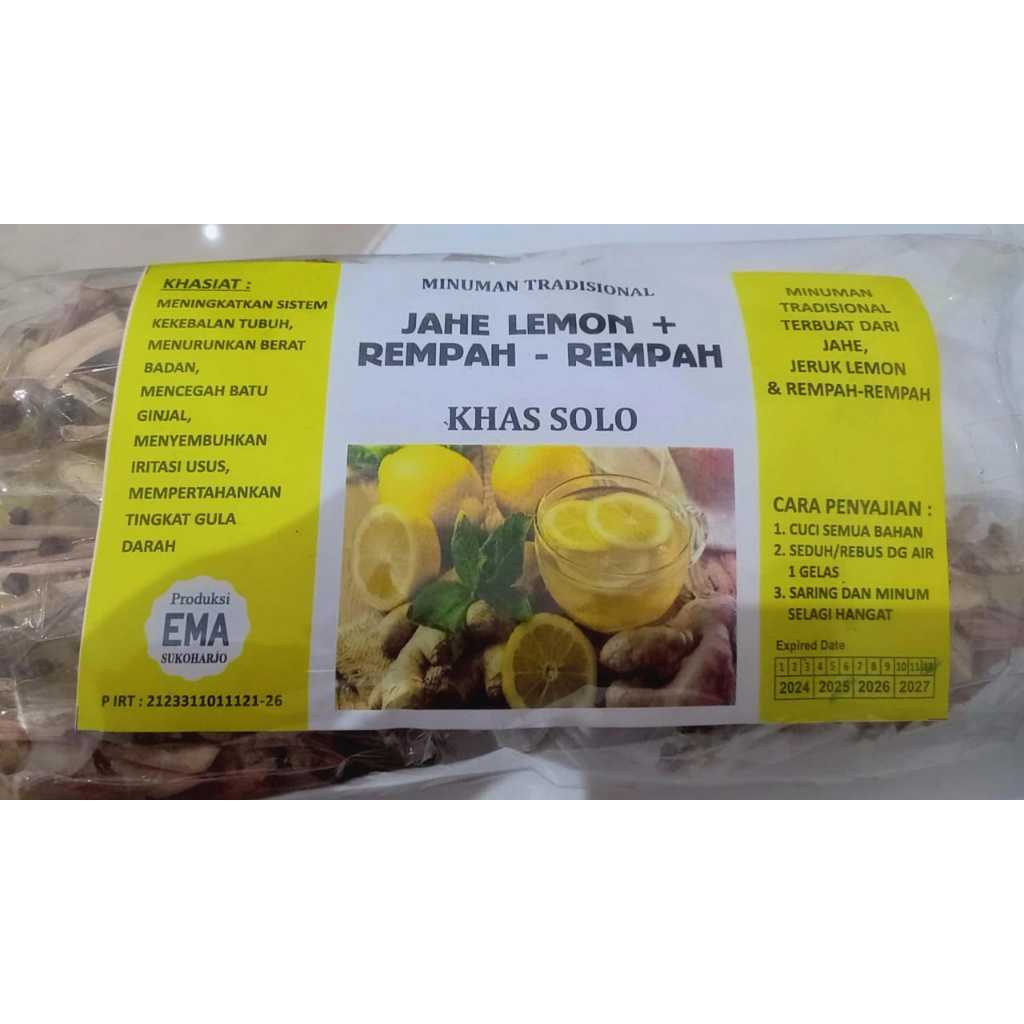 KHASIAT :
MENINGKATKAN SISTEM
KEKEBALAN TUBUH,
MENURUNKAN BERAT
BADAN,
MENCEGAH BATU
GINJAL,
MENYEMBUHKAN
IRITASI USUS,
MEMPERTAHANKAN
TINGKAT GULA
DARAH
Produksi
EMA
SUKOHARJO
P IRT : 2123311011121-26
MINUMAN TRADISIONAL
JAHE LEMON +
REMPAH - REMPAH
KHAS SOLO
MINUMAN
TRADISIONAL
TERBUAT DARI
JAHE,
JERUK LEMON
& REMPAH-REMPAH
CARA PENYAJIAN :
1. CUCI SEMUA BAHAN
2. SEDUH/REBUS DG AIR
1 GELAS
3. SARING DAN MINUM
SELAGI HANGAT
Expired Date
1 2 3 4 5 6 7 8 9 10 11 12
2024 2025 2026 2027